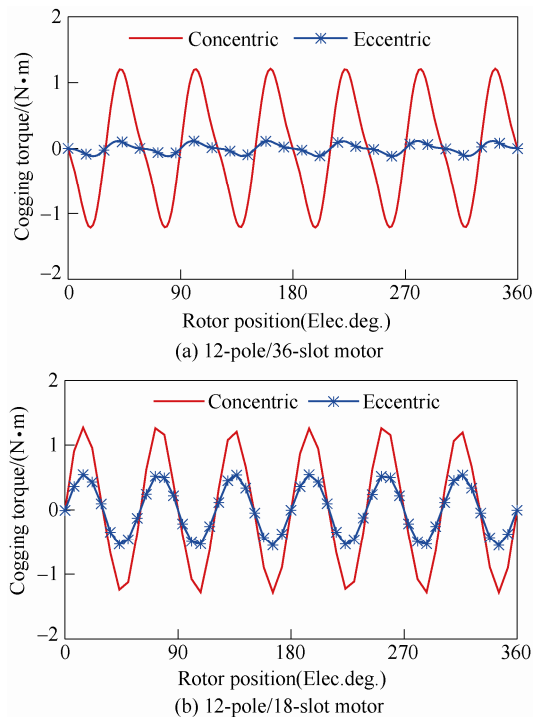 2
Concentric
Eccentric
1
0
−1
−2
Cogging torque/(N•m)
0
90
180
270
360
Rotor position(Elec.deg.)
(a) 12-pole/36-slot motor
2
Concentric
Eccentric
1
0
−1
−2
Cogging torque/(N•m)
0
90
180
270
360
Rotor position(Elec.deg.)
(b) 12-pole/18-slot motor